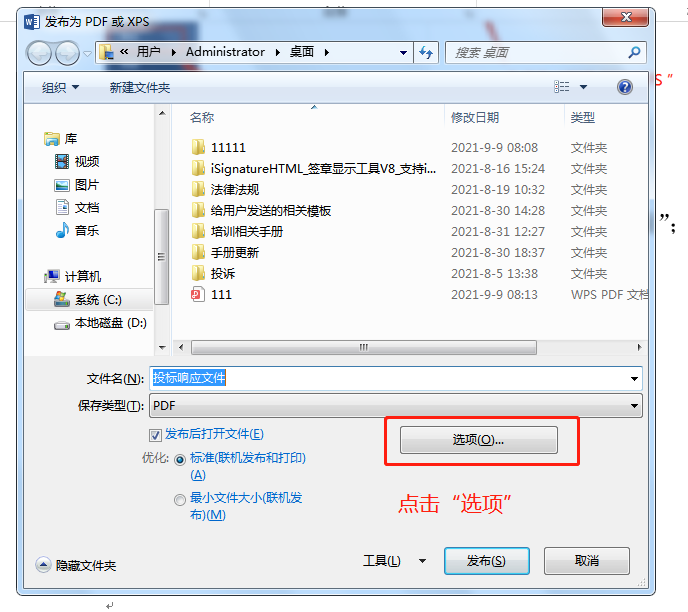 发布为 PDF 或 XPS
« 用户 ▸ Administrator ▸ 桌面 ▸
搜索 桌面
组织 新建文件夹
名称 修改日期 类型
库
视频
图片
文档
音乐
计算机
系统 (C:)
本地磁盘 (D:)
11111 2021-9-9 08:08 文件夹
iSignatureHTML_签章显示工具V8_支持i... 2021-8-16 15:24 文件夹
法律法规 2021-8-19 10:32 文件夹
给用户发送的相关模板 2021-8-30 14:28 文件夹
培训相关手册 2021-8-31 12:27 文件夹
手册更新 2021-8-30 18:37 文件夹
投诉 2021-8-5 13:38 文件夹
111 2021-9-9 08:13 WPS PDF 文档
S“
”；
文件名(N): 投标响应文件
保存类型(T): PDF
发布后打开文件(E)
选项(O)...
优化: 标准(联机发布和打印)
(A)
最小文件大小(联机发
布)(M)
点击“选项”
隐藏文件夹
工具(L) 发布(S) 取消